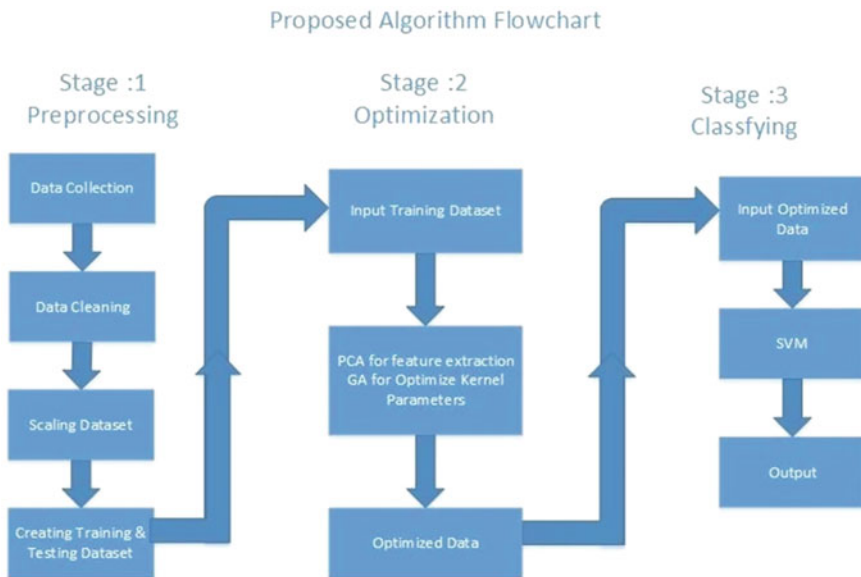 Proposed Algorithm Flowchart
Stage :1
Preprocessing
Data Collection
Data Cleaning
Scaling Dataset
Creating Training &
Testing Dataset
Stage :2
Optimization
Input Training Dataset
PCA for feature extraction
GA for Optimize Kernel
Parameters
Optimized Data
Stage :3
Classfying
Input Optimized
Data
SVM
Output